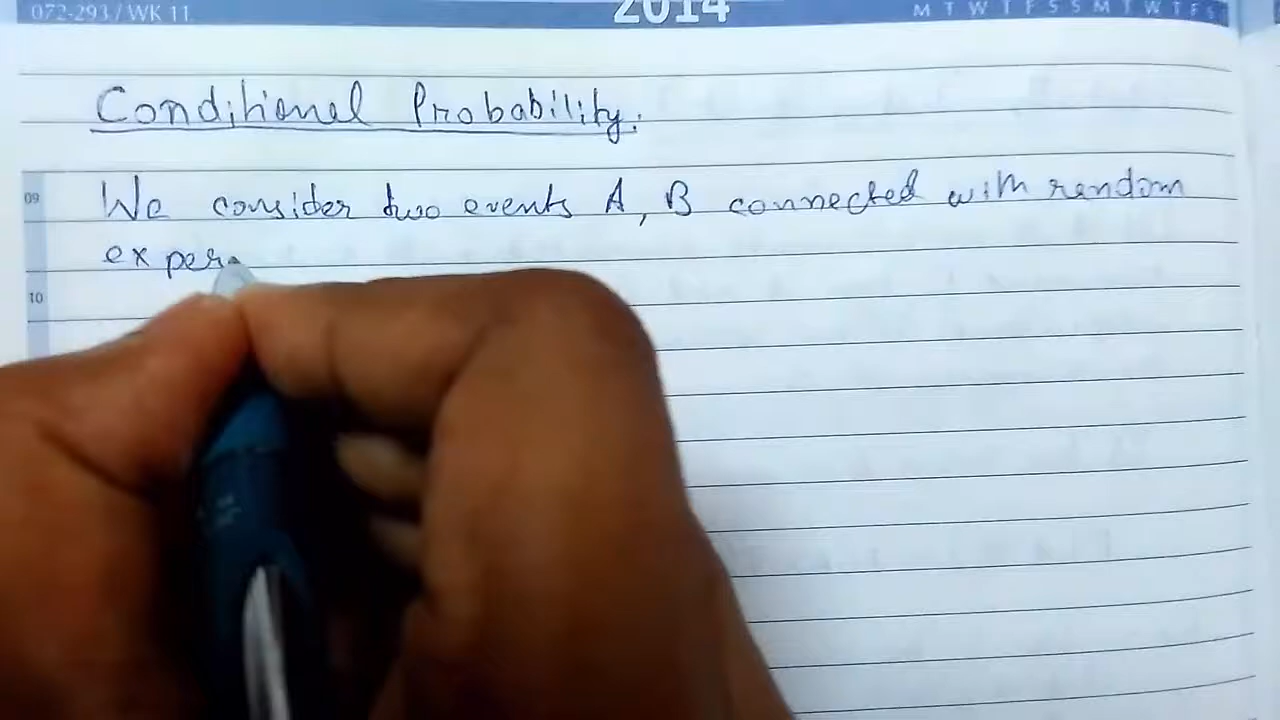 072-293 / WK 11
2014
M T W T F S S M T W T F S
Conditional Probability:
09
We consider two events A, B connected with random
exper
10